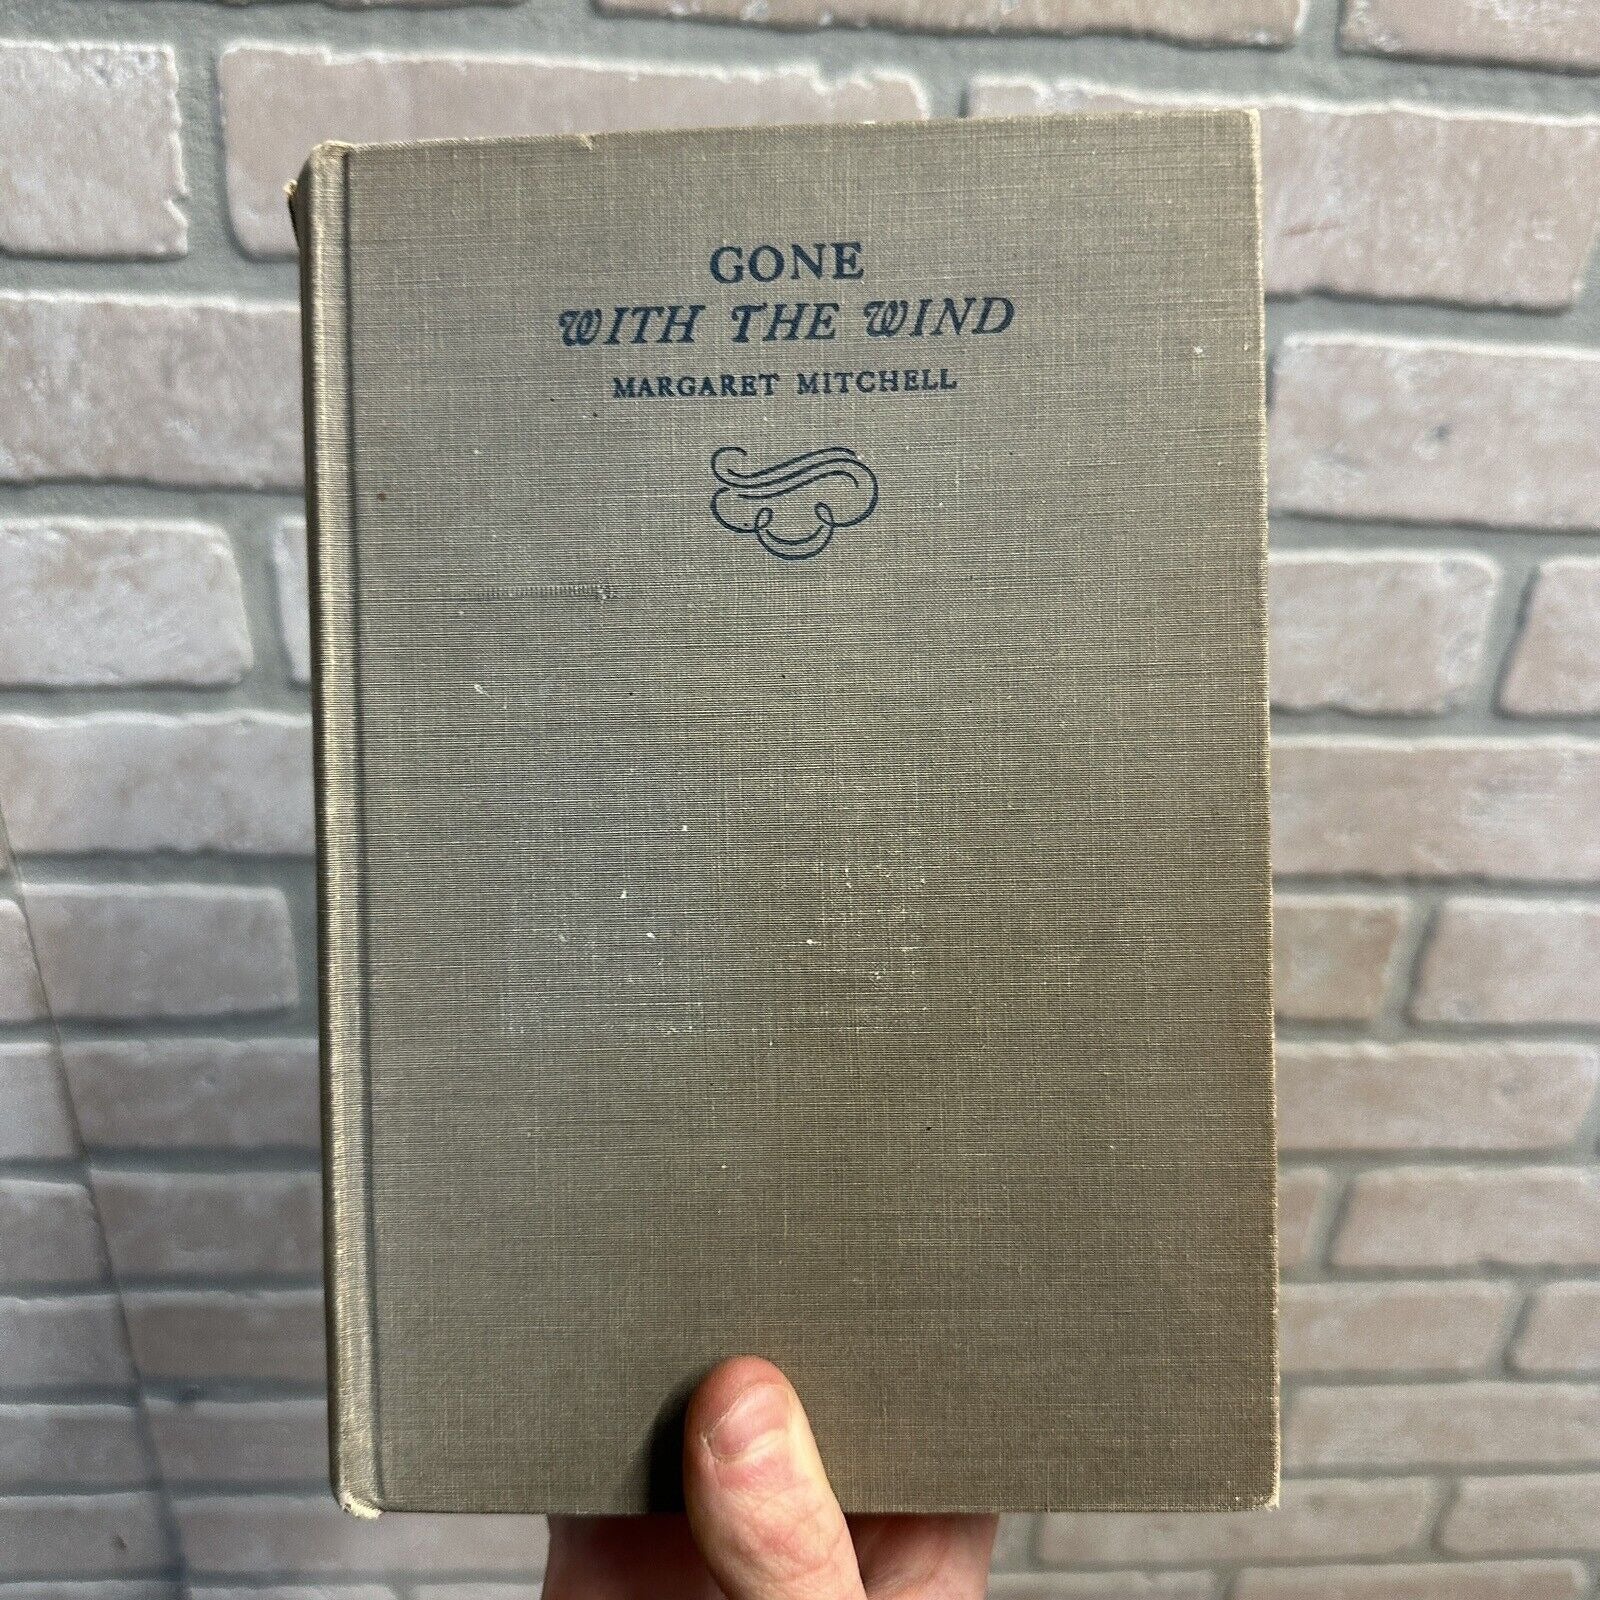 GONE
WITH THE WIND
MARGARET MITCHELL